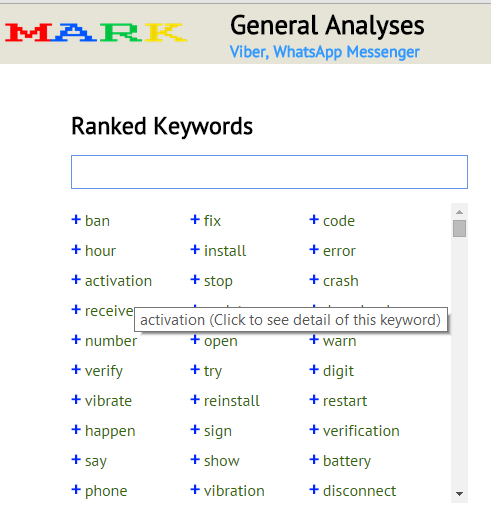 MARK
General Analyses
Viber, WhatsApp Messenger
Ranked Keywords
+ ban + fix + code
+ hour + install + error
+ activation + stop + crash
+ receive
activation (Click to see detail of this keyword)
+ number + open + warn
+ verify + try + digit
+ vibrate + reinstall + restart
+ happen + sign + verification
+ say + show + battery
+ phone + vibration + disconnect